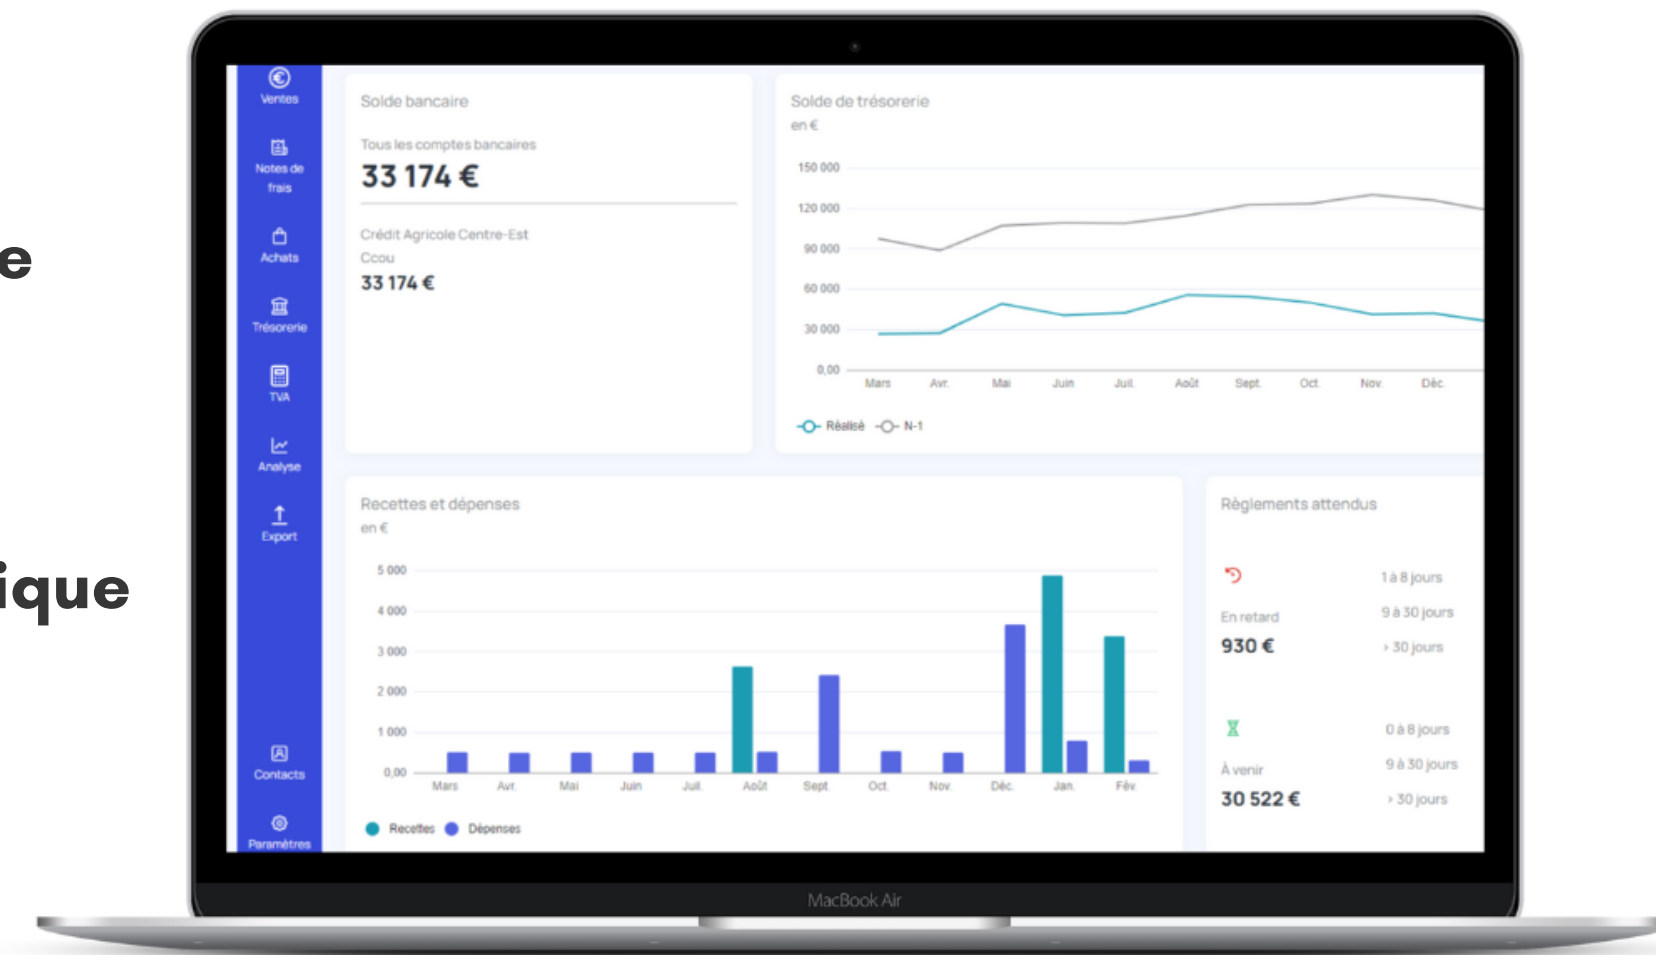 e
ique
Ventes
Notes de
frais
Achats
Trésorerie
TVA
Analyse
Export
Contacts
Paramètres
Solde bancaire
Tous les comptes bancaires
33 174 €
Crédit Agricole Centre-Est
Ccou
33 174 €
Solde de trésorerie
en €
150 000
120 000
90 000
60 000
30 000
0,00
Mars Avr. Mai Juin Juil. Août Sept. Oct. Nov. Déc.
Réalisé N-1
Recettes et dépenses
en €
5 000
4 000
3 000
2 000
1 000
0,00
Mars Avr. Mai Juin Juil. Août Sept. Oct. Nov. Déc. Jan. Fév.
Recettes Dépenses
Règlements attendus
1 à 8 jours
En retard
9 à 30 jours
930 €
> 30 jours
0 à 8 jours
À venir
9 à 30 jours
30 522 €
> 30 jours
MacBook Air